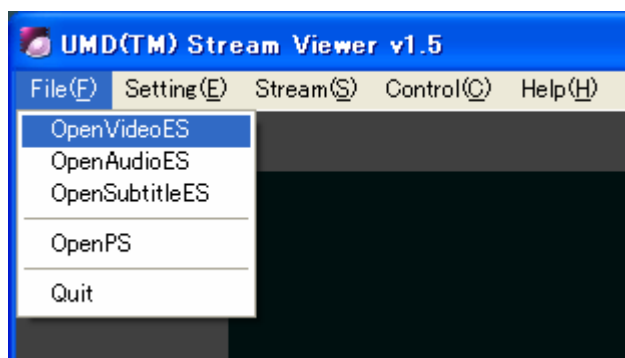 UMD(TM) Stream Viewer v1.5
File(F) Setting(E) Stream(S) Control(C) Help(H)
OpenVideoES
OpenAudioES
OpenSubtitleES
OpenPS
Quit